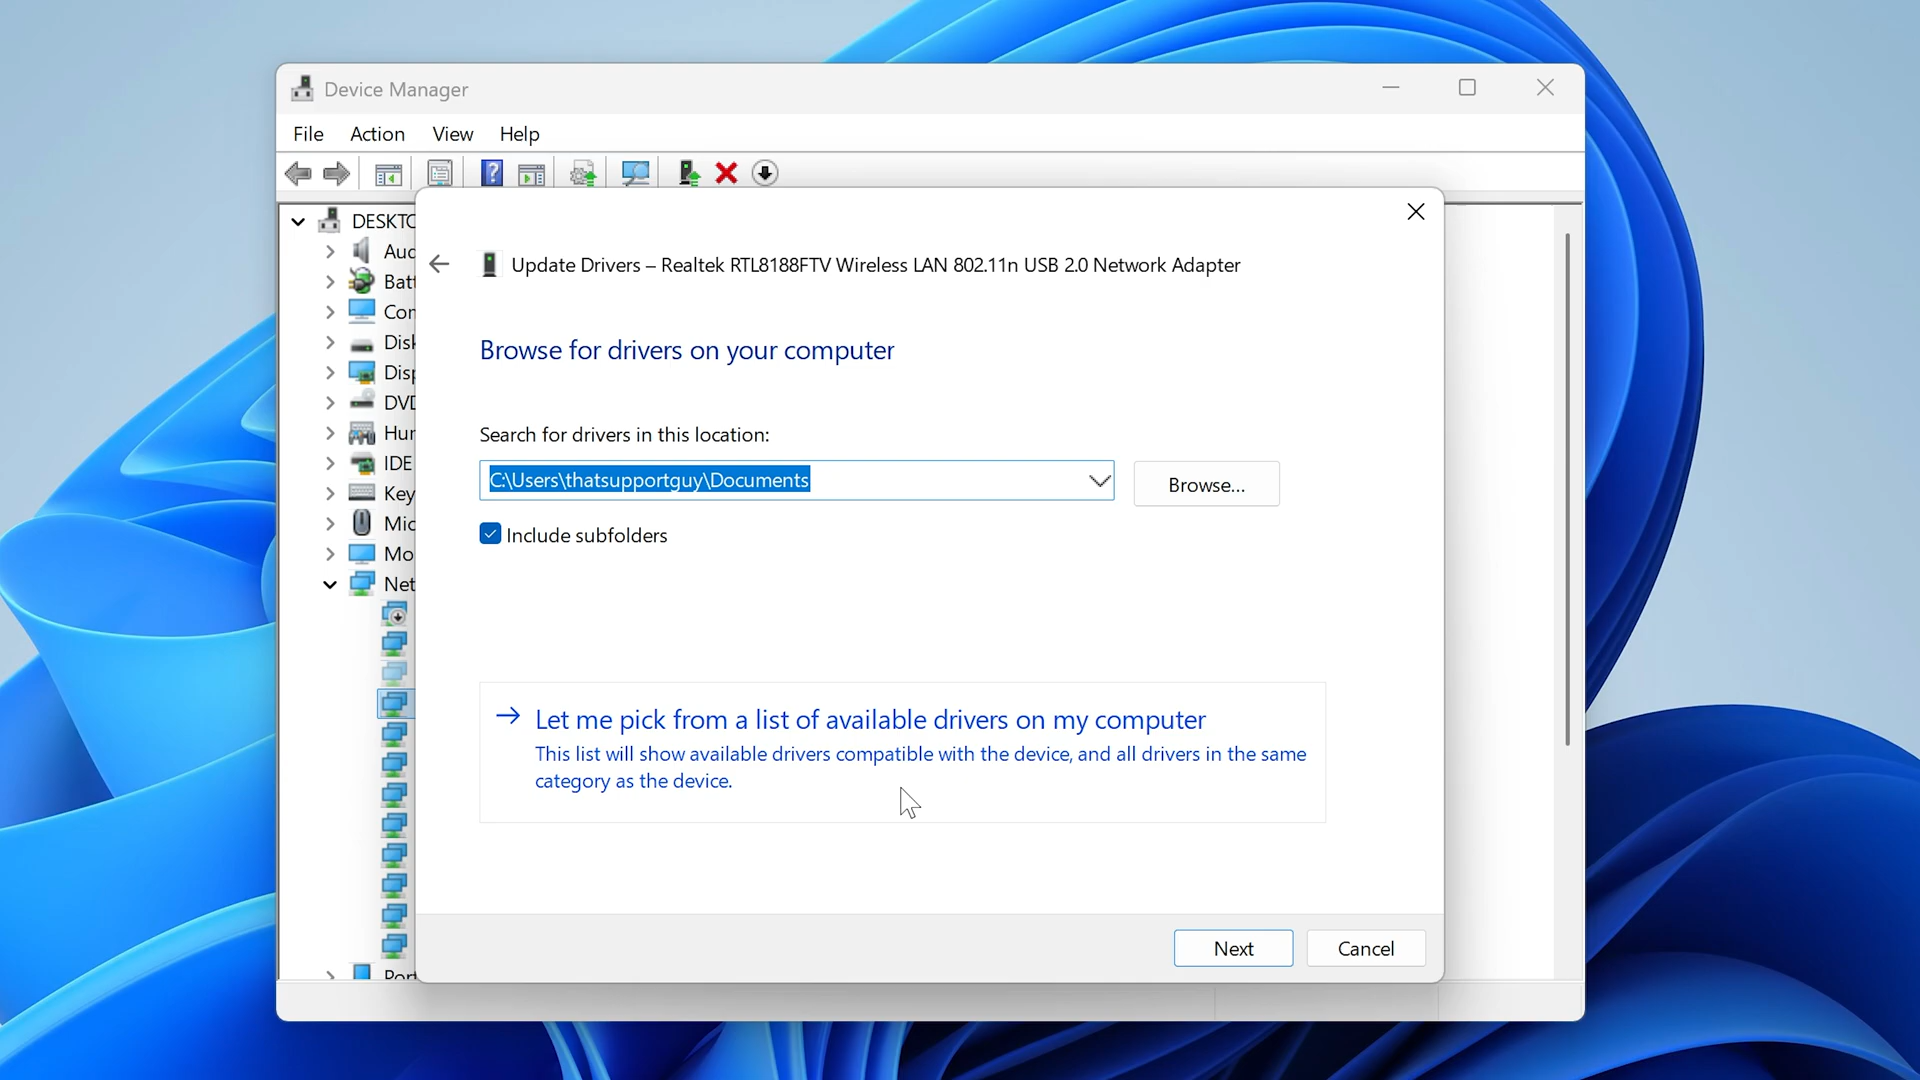 Device Manager
File Action View Help
DESKTO
Aud
Batt
Com
Disk
Disp
DVD
Hum
IDE
Key
Mic
Mo
Net
Port
Update Drivers – Realtek RTL8188FTV Wireless LAN 802.11n USB 2.0 Network Adapter
Browse for drivers on your computer
Search for drivers in this location:
C:\Users\thatsupportguy\Documents
Browse...
Include subfolders
Let me pick from a list of available drivers on my computer
This list will show available drivers compatible with the device, and all drivers in the same
category as the device.
Next Cancel